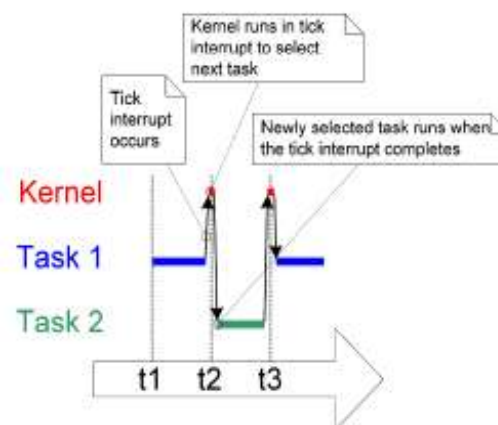 Kernel runs in tick
interrupt to select
next task
Tick
interrupt
occurs
Newly selected task runs when
the tick interrupt completes
Kernel
Task 1
Task 2
t1 t2 t3